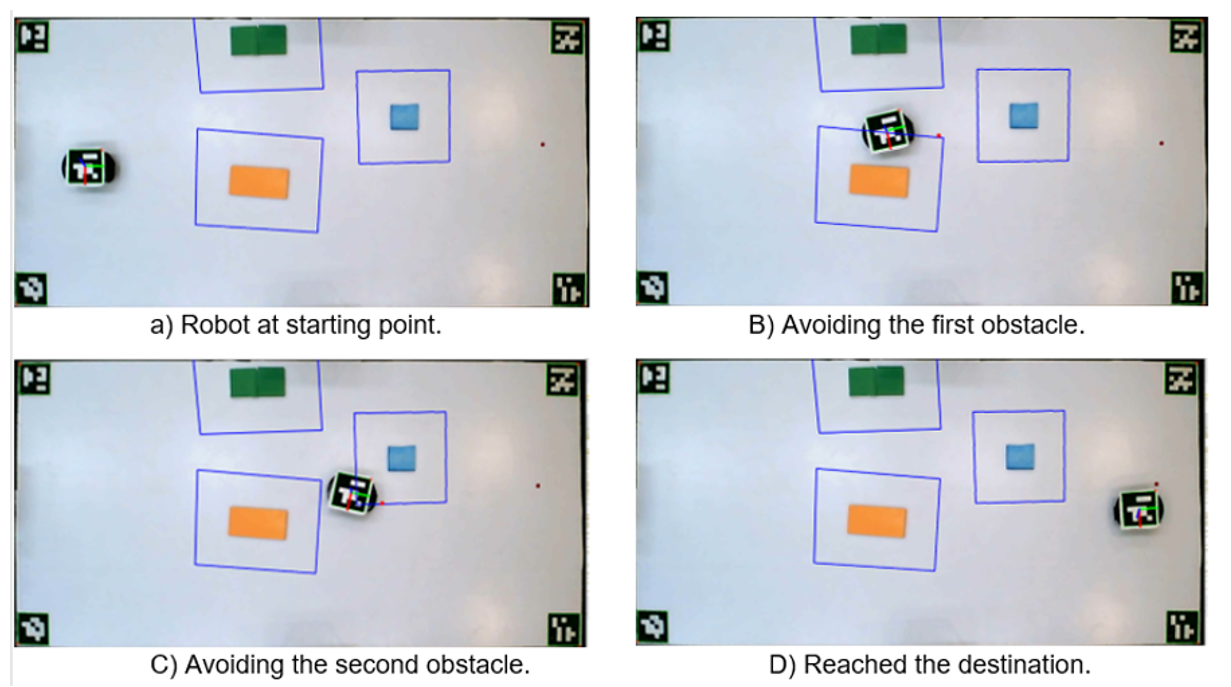 a) Robot at starting point.
B) Avoiding the first obstacle.
C) Avoiding the second obstacle.
D) Reached the destination.